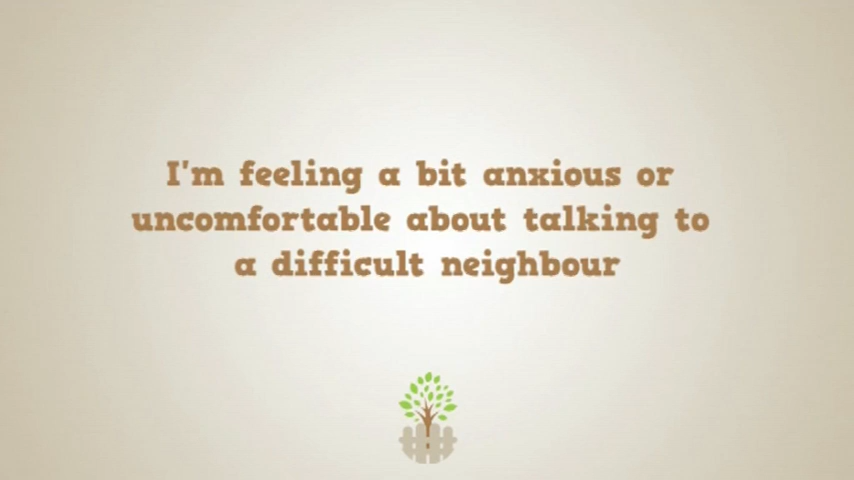 I'm feeling a bit anxious or
uncomfortable about talking to
a difficult neighbour